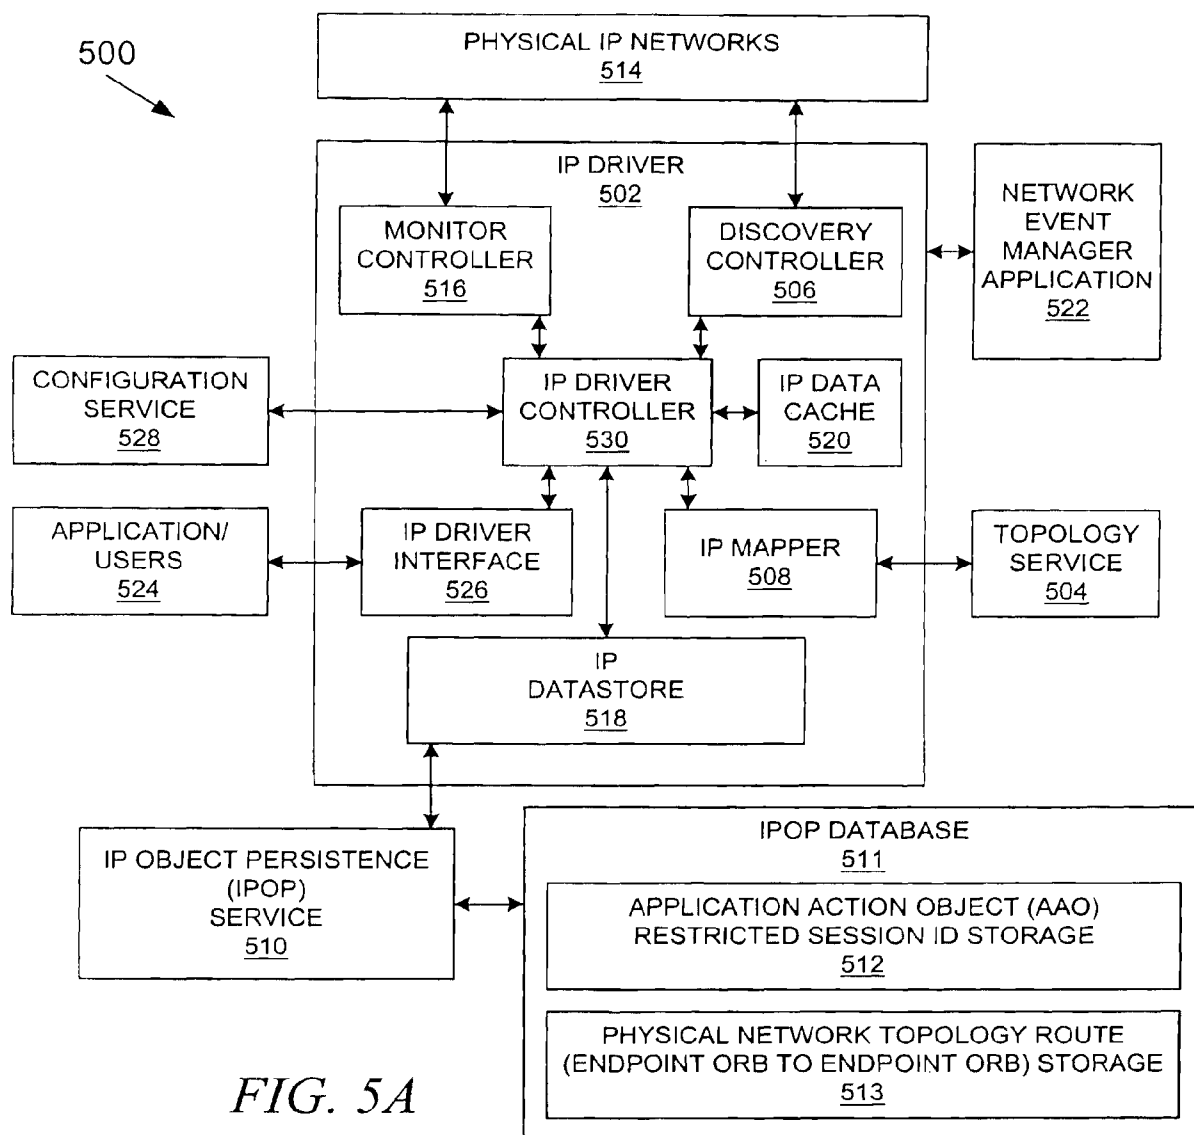 500
PHYSICAL IP NETWORKS
514
IP DRIVER
502
MONITOR
CONTROLLER
516
DISCOVERY
CONTROLLER
506
NETWORK
EVENT
MANAGER
APPLICATION
522
CONFIGURATION
SERVICE
528
IP DRIVER
CONTROLLER
530
IP DATA
CACHE
520
APPLICATION/
USERS
524
IP DRIVER
INTERFACE
526
IP MAPPER
508
TOPOLOGY
SERVICE
504
IP
DATASTORE
518
IP OBJECT PERSISTENCE
(IPOP)
SERVICE
510
IPOP DATABASE
511
APPLICATION ACTION OBJECT (AAO)
RESTRICTED SESSION ID STORAGE
512
PHYSICAL NETWORK TOPOLOGY ROUTE
(ENDPOINT ORB TO ENDPOINT ORB) STORAGE
513
FIG. 5A